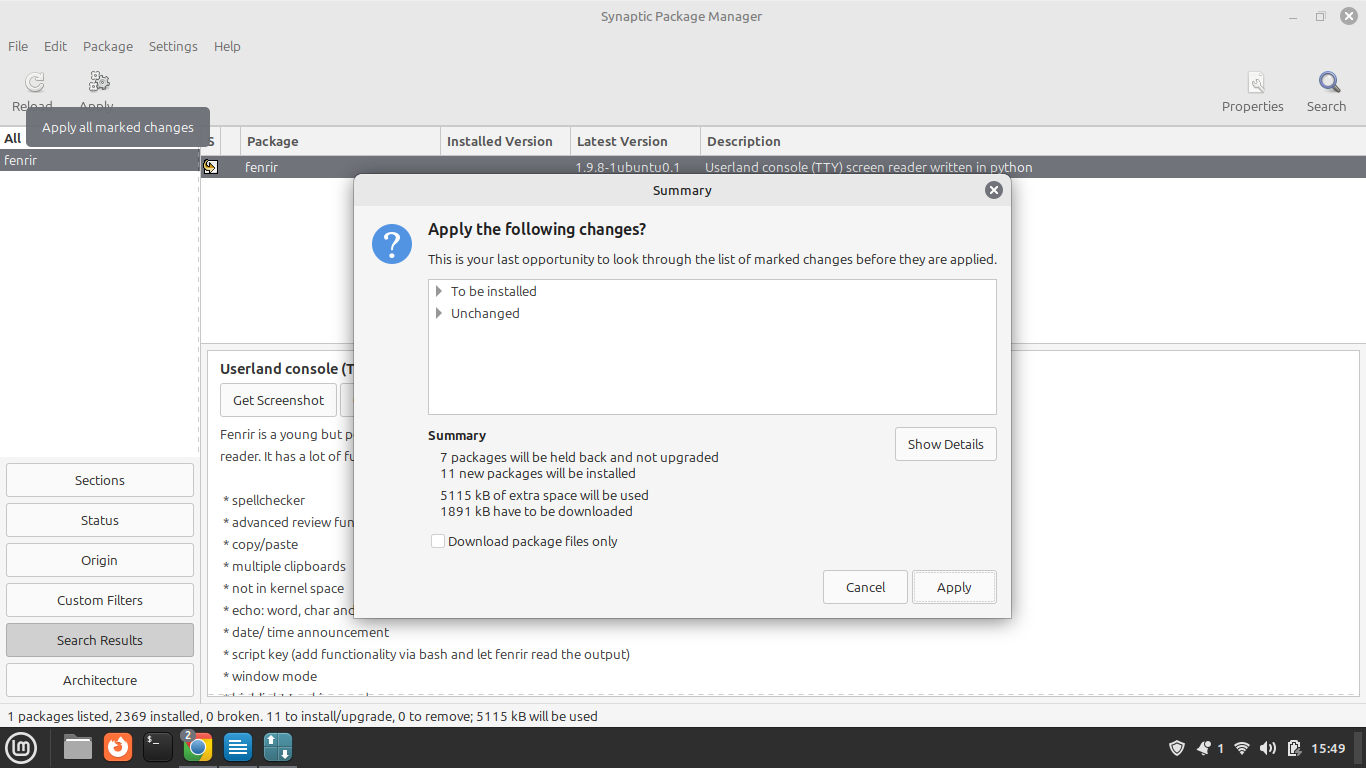 Synaptic Package Manager
File Edit Package Settings Help
Reload Apply Properties Search
Apply all marked changes
All
fenrir
S Package Installed Version Latest Version Description
fenrir 1.9.8-1ubuntu0.1 Userland console (TTY) screen reader written in python
Summary
Apply the following changes?
This is your last opportunity to look through the list of marked changes before they are applied.
To be installed
Unchanged
Summary
7 packages will be held back and not upgraded
11 new packages will be installed
5115 kB of extra space will be used
1891 kB have to be downloaded
Show Details
Download package files only
Cancel Apply
Userland console (T
Get Screenshot
Fenrir is a young but p
reader. It has a lot of fu
* spellchecker
* advanced review fun
* copy/paste
* multiple clipboards
* not in kernel space
* echo: word, char and
* date/ time announcement
* script key (add functionality via bash and let fenrir read the output)
* window mode
Sections
Status
Origin
Custom Filters
Search Results
Architecture
1 packages listed, 2369 installed, 0 broken. 11 to install/upgrade, 0 to remove; 5115 kB will be used
2
1
15:49